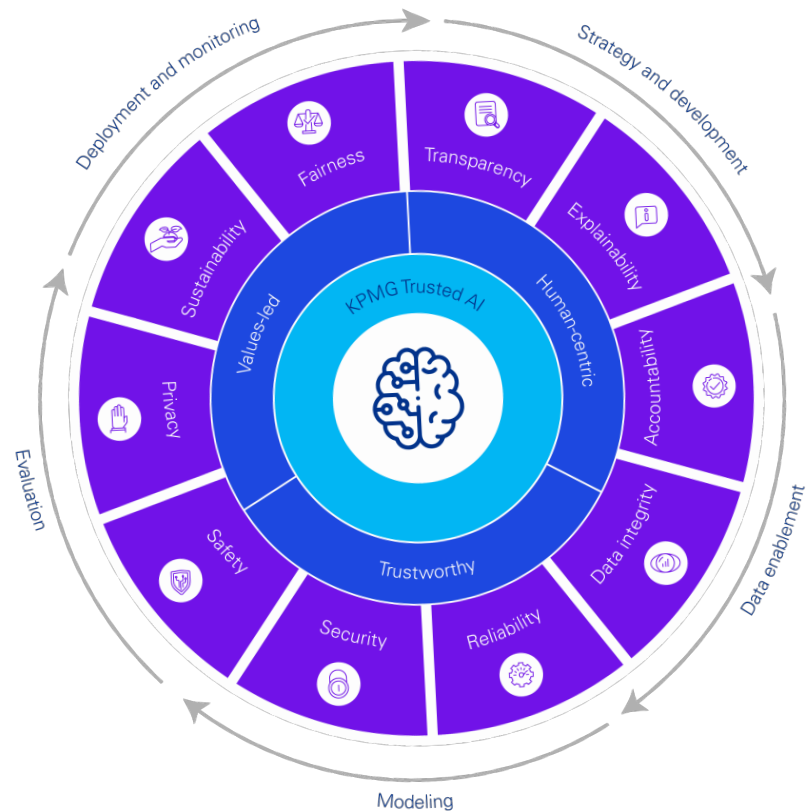 Deployment and monitoring
Strategy and development
Data enablement
Modeling
Evaluation
Fairness
Transparency
Explainability
Accountability
Data integrity
Reliability
Security
Safety
Privacy
Sustainability
Values-led
Human-centric
Trustworthy
KPMG Trusted AI